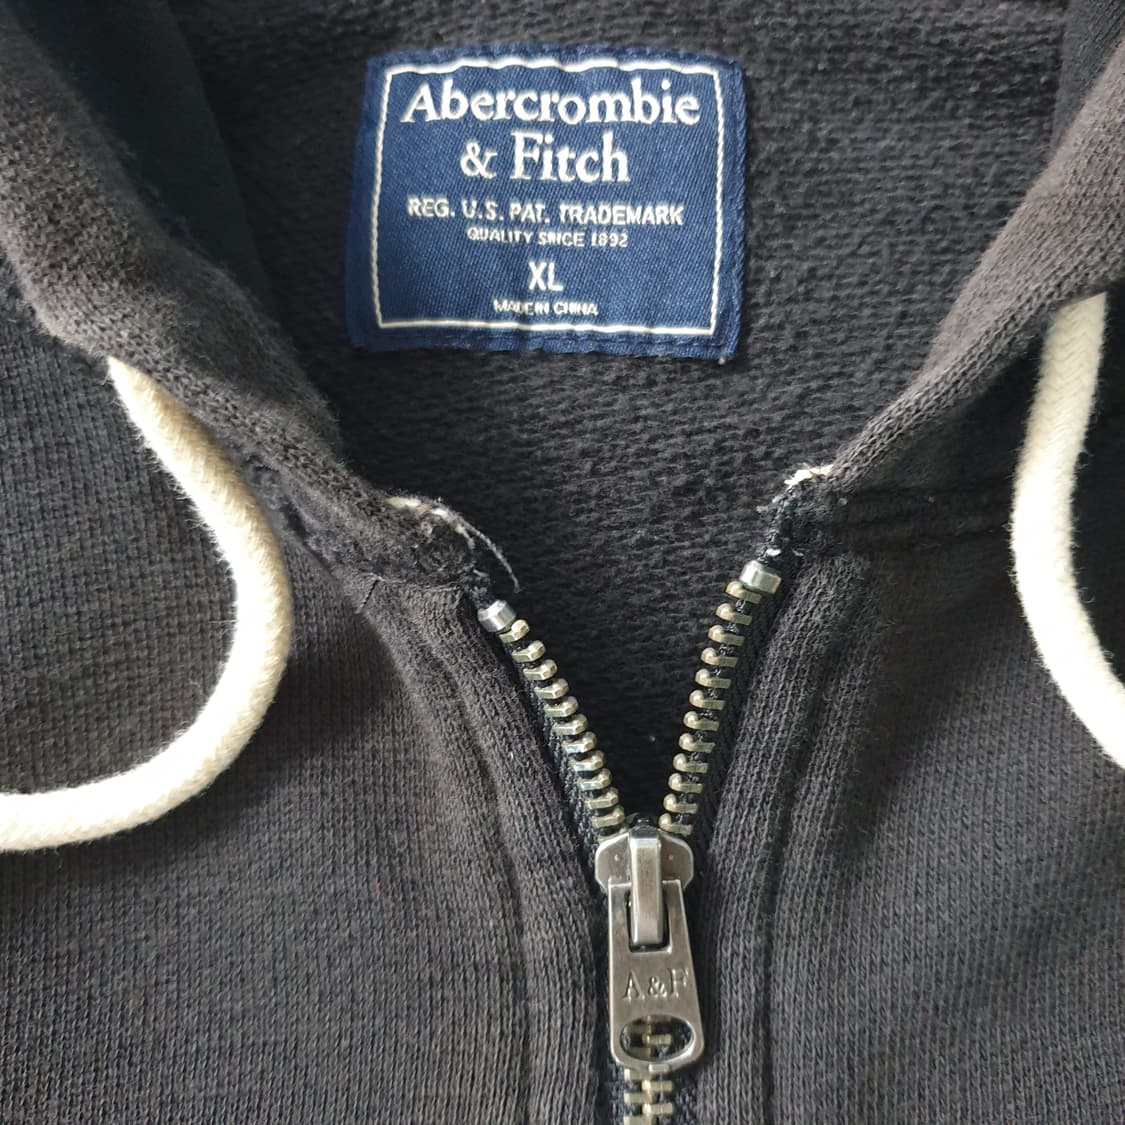 Abercrombie
& Fitch
REG. U.S. PAT. TRADEMARK
QUALITY SINCE 1892
XL
MADE IN CHINA
A&F